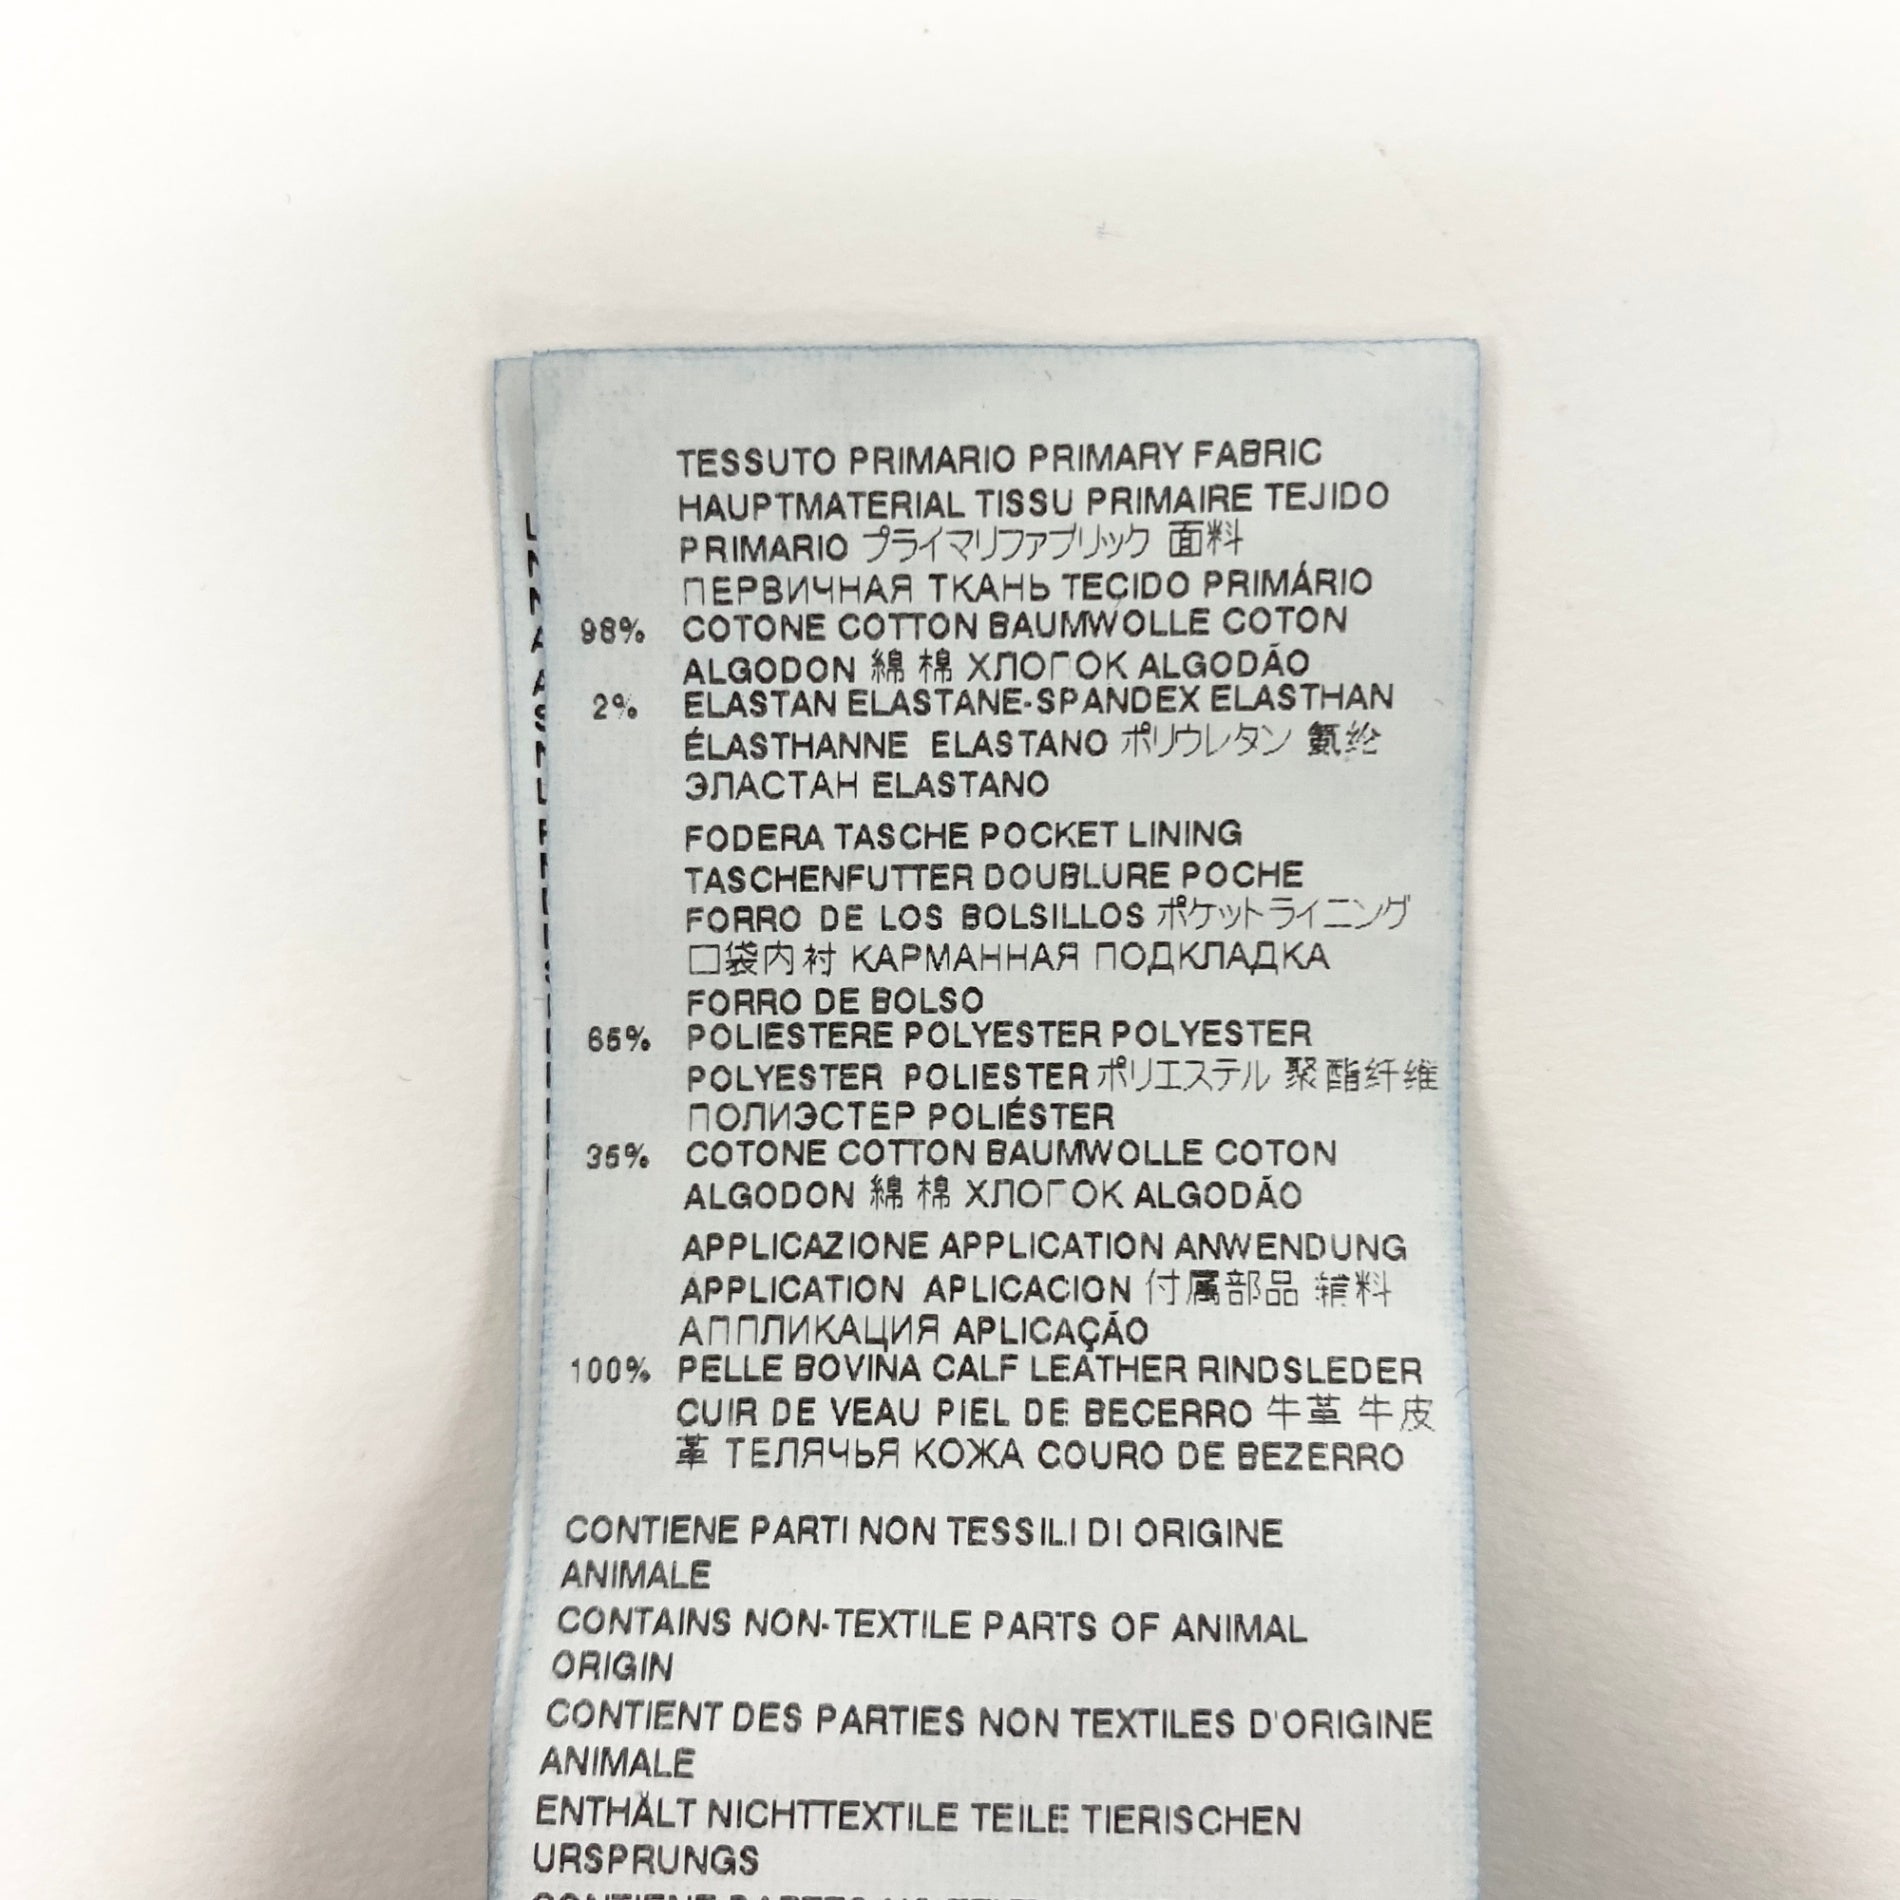 TESSUTO PRIMARIO PRIMARY FABRIC
HAUPTMATERIAL TISSU PRIMAIRE TEJIDO
PRIMARIO プライマリファブリック 面料
ПЕРВИЧНАЯ ТКАНЬ TECIDO PRIMÁRIO
98% COTONE COTTON BAUMWOLLE COTON
ALGODON 綿 棉 ХЛОГОК ALGODÃO
2% ELASTAN ELASTANE-SPANDEX ELASTHAN
ÉLASTHANNE ELASTANO ポリウレタン 氨纶
ЭЛАСТАН ELASTANO
FODERA TASCHE POCKET LINING
TASCHENFUTTER DOUBLURE POCHE
FORRO DE LOS BOLSILLOS ポケットライニング
口袋内衬 КАРМАННАЯ ПОДКЛАДКА
FORRO DE BOLSO
65% POLIESTERE POLYESTER POLYESTER
POLYESTER POLIESTER ポリエステル 聚酯纤维
ПОЛИЭСТЕР POLIÉSTER
35% COTONE COTTON BAUMWOLLE COTON
ALGODON 綿 棉 ХЛОГОК ALGODÃO
APPLICAZIONE APPLICATION ANWENDUNG
APPLICATION APLICACION 付属部品 辅料
АППЛИКАЦИЯ APLICAÇÃO
100% PELLE BOVINA CALF LEATHER RINDSLEDER
CUIR DE VEAU PIEL DE BECERRO 牛革 牛皮
革 ТЕЛЯЧЬЯ КОЖА COURO DE BEZERRO
CONTIENE PARTI NON TESSILI DI ORIGINE
ANIMALE
CONTAINS NON-TEXTILE PARTS OF ANIMAL
ORIGIN
CONTIENT DES PARTIES NON TEXTILES D'ORIGINE
ANIMALE
ENTHÄLT NICHTTEXTILE TEILE TIERISCHEN
URSPRUNGS